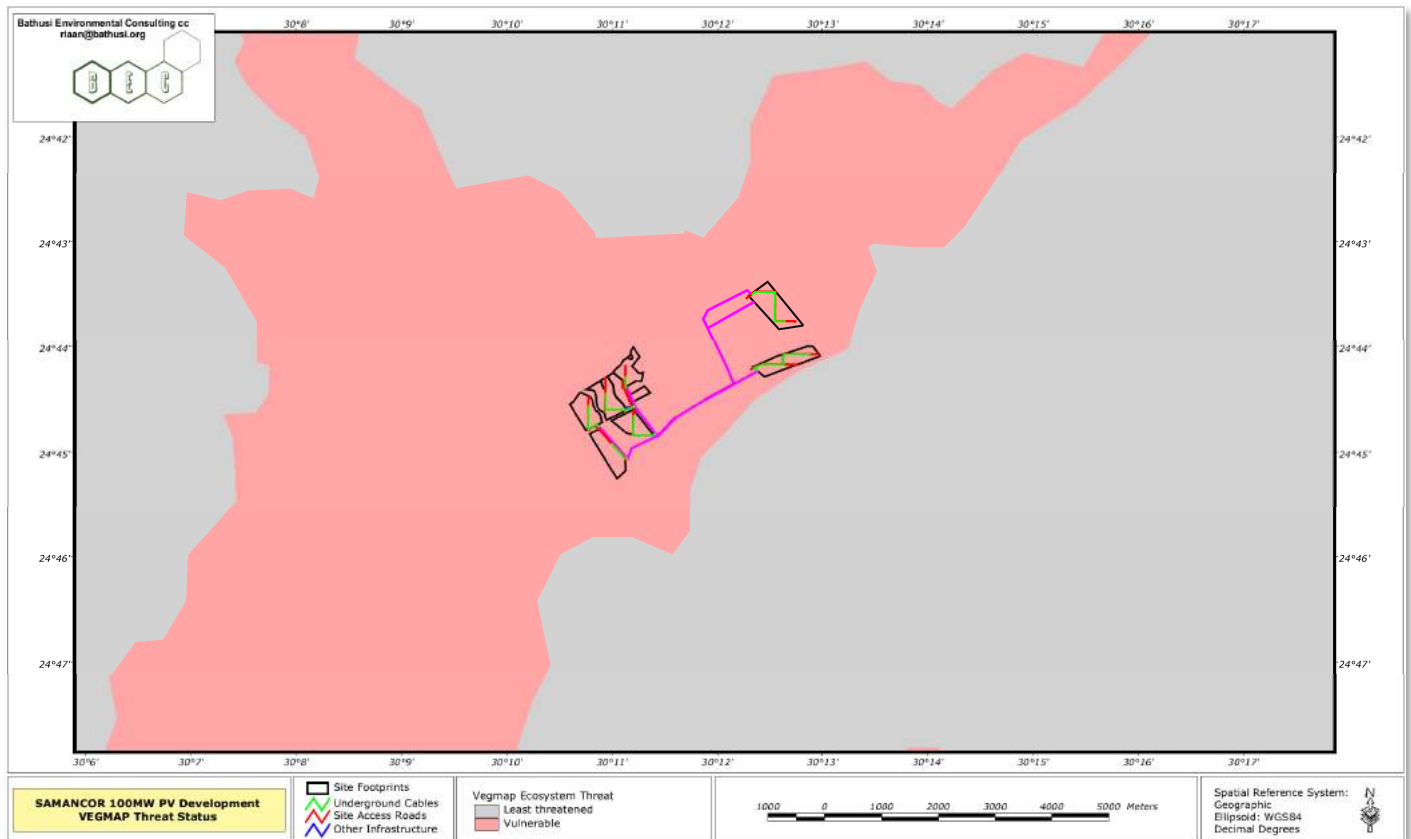 Bathusi Environmental Consulting cc
riaan@bathusi.org
B E C
30°8' 30°9' 30°10' 30°11' 30°12' 30°13' 30°14' 30°15' 30°16' 30°17'
24°42' 24°42'
24°43' 24°43'
24°44' 24°44'
24°45' 24°45'
24°46' 24°46'
24°47' 24°47'
30°6' 30°7' 30°8' 30°9' 30°10' 30°11' 30°12' 30°13' 30°14' 30°15' 30°16' 30°17'
SAMANCOR 100MW PV Development
VEGMAP Threat Status
Site Footprints
Underground Cables
Site Access Roads
Other Infrastructure
Vegmap Ecosystem Threat
Least threatened
Vulnerable
1000 0 1000 2000 3000 4000 5000 Meters
Spatial Reference System:
Geographic
Ellipsoid: WGS84
Decimal Degrees
N